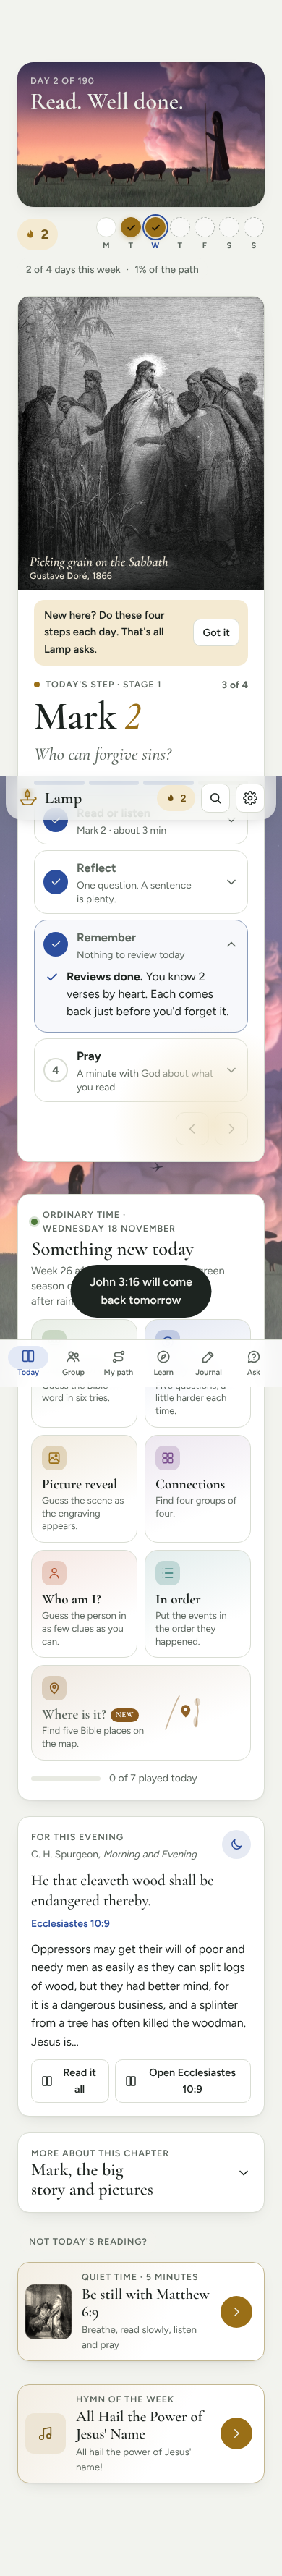 DAY 2 OF 190
Read. Well done.
2
M T W T F S S
2 of 4 days this week · 1% of the path
Picking grain on the Sabbath
Gustave Doré, 1866
New here? Do these four
steps each day. That's all
Lamp asks.
Got it
TODAY'S STEP · STAGE 1
3 of 4
Mark 2
Who can forgive sins?
Lamp
2
Read or listen
Mark 2 · about 3 min
Reflect
One question. A sentence
is plenty.
Remember
Nothing to review today
Reviews done. You know 2
verses by heart. Each comes
back just before you'd forget it.
4
Pray
A minute with God about what
you read
ORDINARY TIME ·
WEDNESDAY 18 NOVEMBER
Something new today
Week 26 green
season
after
John 3:16 will come
back tomorrow
Today
Group
My path
Learn
Journal
Ask
Guess the Bible
word in six tries.
Five questions, a
little harder each
time.
Picture reveal
Guess the scene as
the engraving
appears.
Connections
Find four groups of
four.
Who am I?
Guess the person in
as few clues as you
can.
In order
Put the events in
the order they
happened.
Where is it? NEW
Find five Bible places on
the map.
0 of 7 played today
FOR THIS EVENING
C. H. Spurgeon, Morning and Evening
He that cleaveth wood shall be
endangered thereby.
Ecclesiastes 10:9
Oppressors may get their will of poor and
needy men as easily as they can split logs
of wood, but they had better mind, for
it is a dangerous business, and a splinter
from a tree has often killed the woodman.
Jesus is...
Read it
all
Open Ecclesiastes
10:9
MORE ABOUT THIS CHAPTER
Mark, the big
story and pictures
NOT TODAY'S READING?
QUIET TIME · 5 MINUTES
Be still with Matthew
6:9
Breathe, read slowly, listen
and pray
HYMN OF THE WEEK
All Hail the Power of
Jesus' Name
All hail the power of Jesus'
name!